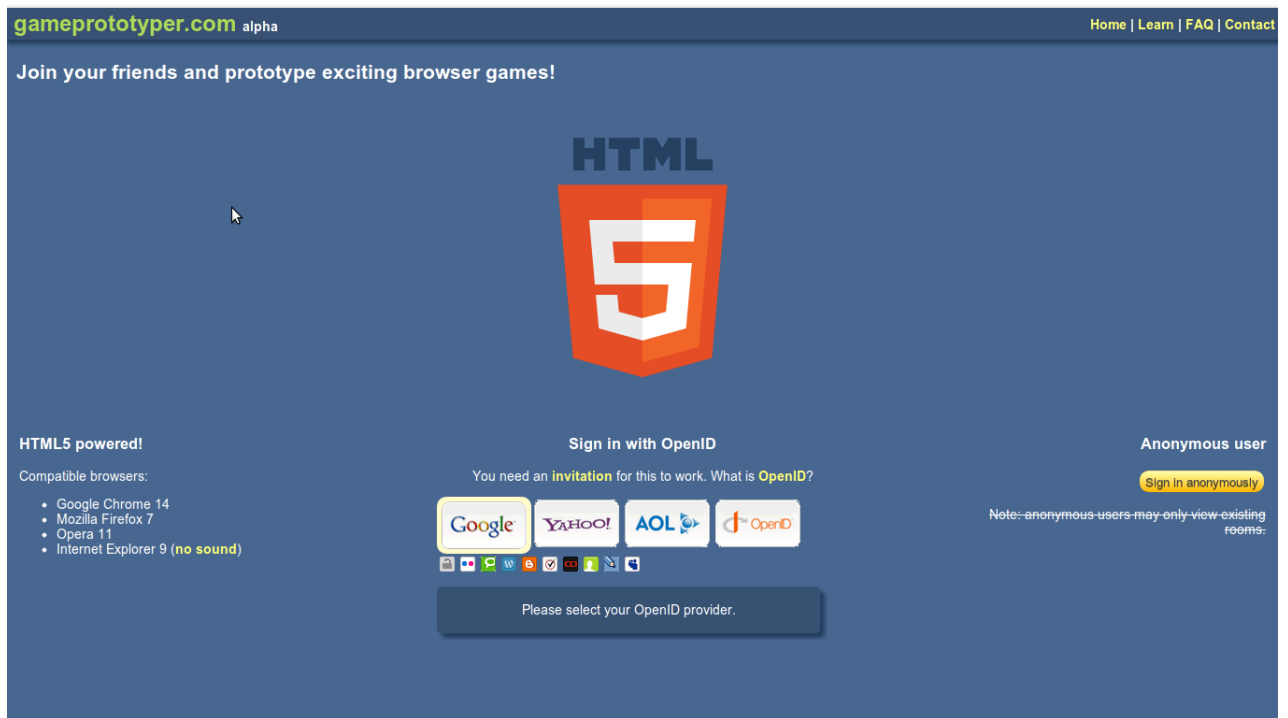 gameprototyper.com alpha
Home | Learn | FAQ | Contact
Join your friends and prototype exciting browser games!
HTML
5
HTML5 powered!
Compatible browsers:
Google Chrome 14
Mozilla Firefox 7
Opera 11
Internet Explorer 9 (no sound)
Sign in with OpenID
You need an invitation for this to work. What is OpenID?
Google YAHOO! AOL OpenID
Please select your OpenID provider.
Anonymous user
Sign in anonymously
Note: anonymous users may only view existing
rooms.